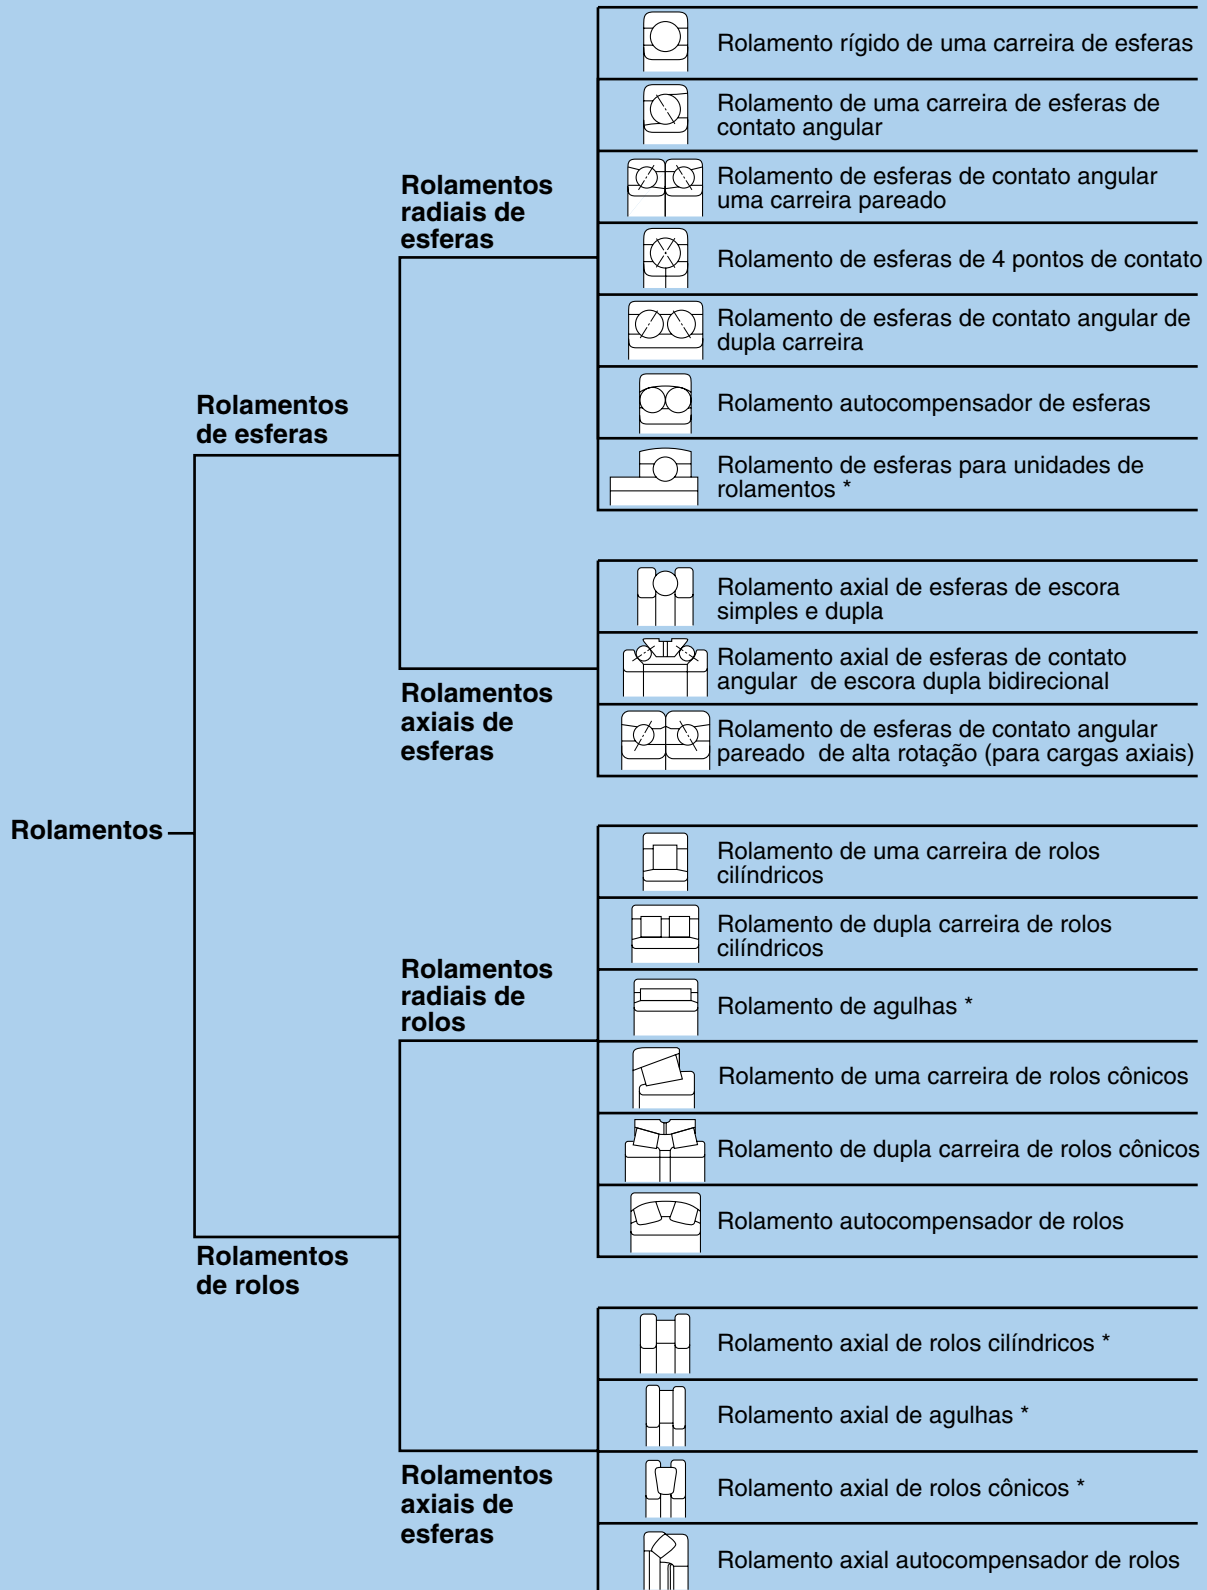 Rolamentos
Rolamentos
de esferas
Rolamentos
radiais de
esferas
Rolamento rígido de uma carreira de esferas
Rolamento de uma carreira de esferas de
contato angular
Rolamento de esferas de contato angular
uma carreira pareado
Rolamento de esferas de 4 pontos de contato
Rolamento de esferas de contato angular de
dupla carreira
Rolamento autocompensador de esferas
Rolamento de esferas para unidades de
rolamentos *
Rolamentos
axiais de
esferas
Rolamento axial de esferas de escora
simples e dupla
Rolamento axial de esferas de contato
angular de escora dupla bidirecional
Rolamento de esferas de contato angular
pareado de alta rotação (para cargas axiais)
Rolamentos
de rolos
Rolamentos
radiais de
rolos
Rolamento de uma carreira de rolos
cilíndricos
Rolamento de dupla carreira de rolos
cilíndricos
Rolamento de agulhas *
Rolamento de uma carreira de rolos cônicos
Rolamento de dupla carreira de rolos cônicos
Rolamento autocompensador de rolos
Rolamentos
axiais de
esferas
Rolamento axial de rolos cilíndricos *
Rolamento axial de agulhas *
Rolamento axial de rolos cônicos *
Rolamento axial autocompensador de rolos